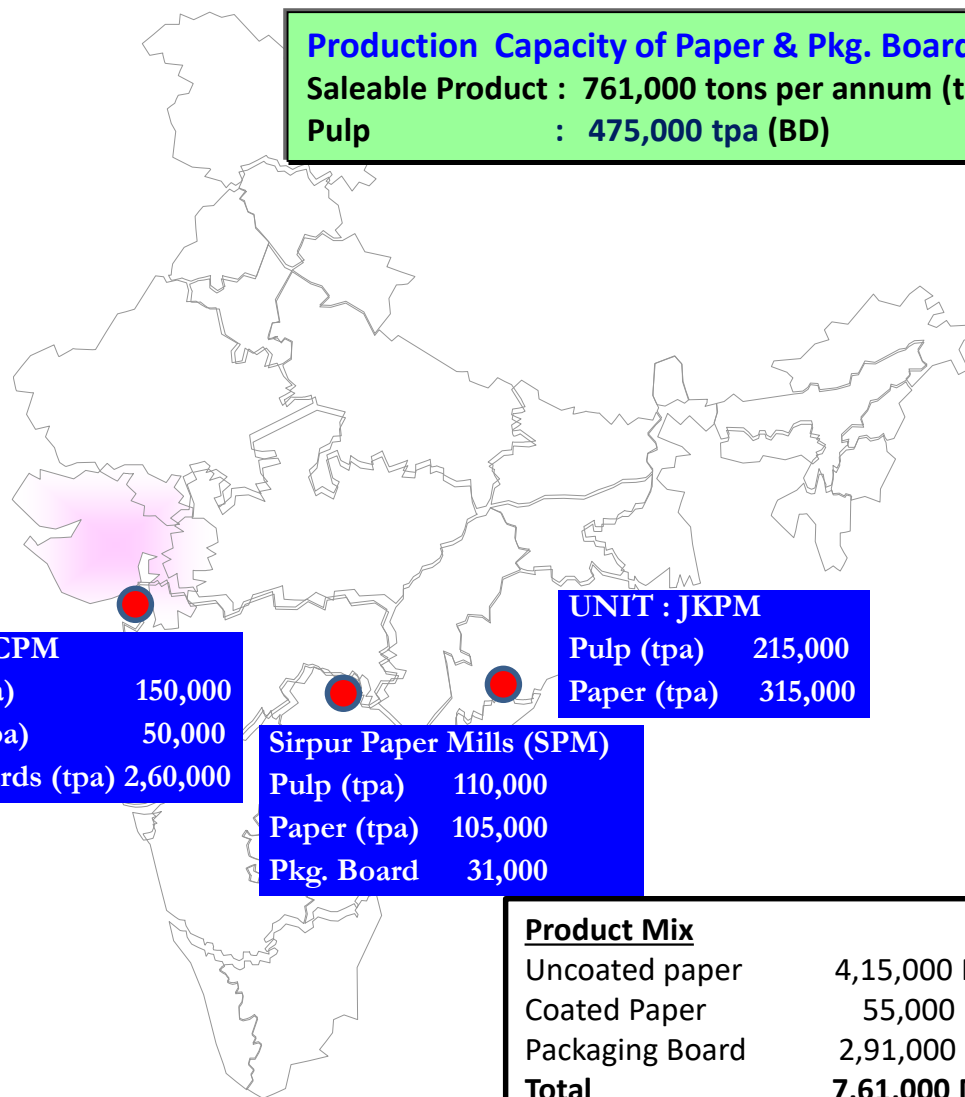 Production Capacity of Paper & Pkg. Board
Saleable Product : 761,000 tons per annum
Pulp : 475,000 tpa (BD)
UNIT : JKPM
Pulp (tpa) 215,000
Paper (tpa) 315,000
CPM
150,000
50,000
(tpa) 2,60,000
Sirpur Paper Mills (SPM)
Pulp (tpa) 110,000
Paper (tpa) 105,000
Pkg. Board 31,000
Product Mix
Uncoated paper 4,15,000
Coated Paper 55,000
Packaging Board 2,91,000
Total 7,61,000